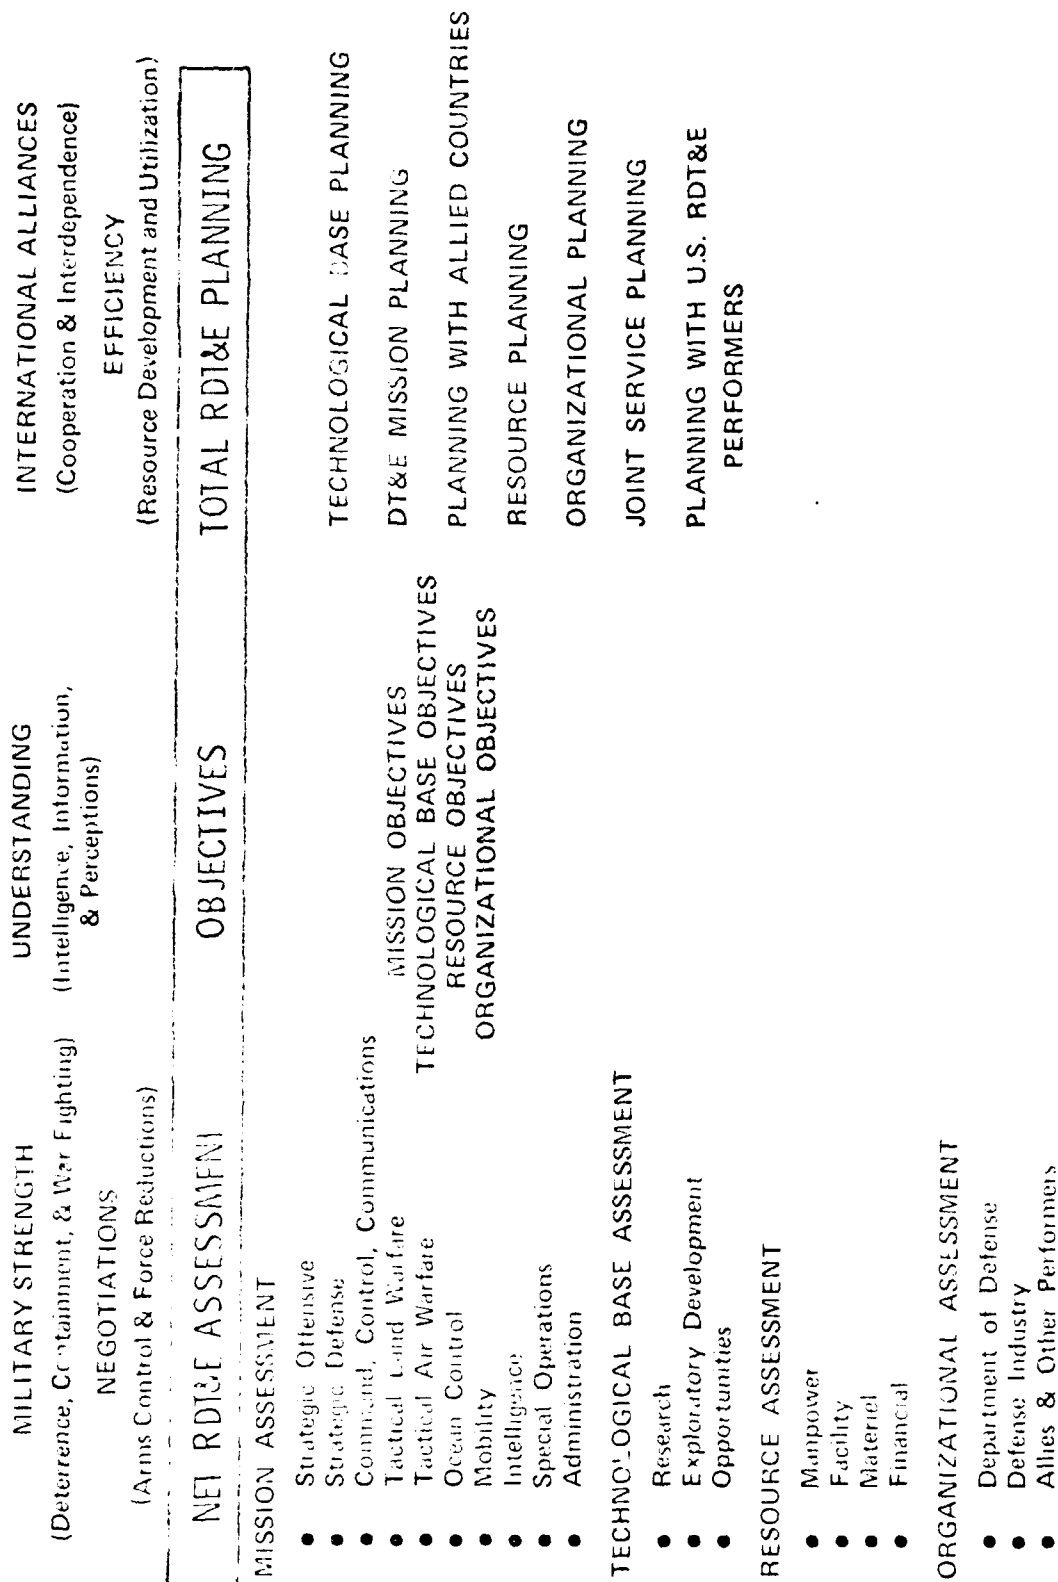 MILITARY STRENGTH
(Deterrence, Containment, & War Fighting)
NEGOTIATIONS
(Arms Control & Force Reductions)
UNDERSTANDING
(Intelligence, Information,
& Perceptions)
INTERNATIONAL ALLIANCES
(Cooperation & Interdependence)
EFFICIENCY
(Resource Development and Utilization)
NET RDT&E ASSESSMENT
OBJECTIVES
TOTAL RDT&E PLANNING
MISSION ASSESSMENT
• Strategic Offensive
• Strategic Defense
• Command, Control, Communications
• Tactical Land Warfare
• Tactical Air Warfare
• Ocean Control
• Mobility
• Intelligence
• Special Operations
• Administration
TECHNOLOGICAL BASE ASSESSMENT
• Research
• Exploratory Development
• Opportunities
RESOURCE ASSESSMENT
• Manpower
• Facility
• Materiel
• Financial
ORGANIZATIONAL ASSESSMENT
• Department of Defense
• Defense Industry
• Allies & Other Performers
MISSION OBJECTIVES
TECHNOLOGICAL BASE OBJECTIVES
RESOURCE OBJECTIVES
ORGANIZATIONAL OBJECTIVES
TECHNOLOGICAL BASE PLANNING
DT&E MISSION PLANNING
PLANNING WITH ALLIED COUNTRIES
RESOURCE PLANNING
ORGANIZATIONAL PLANNING
JOINT SERVICE PLANNING
PLANNING WITH U.S. RDT&E
PERFORMERS